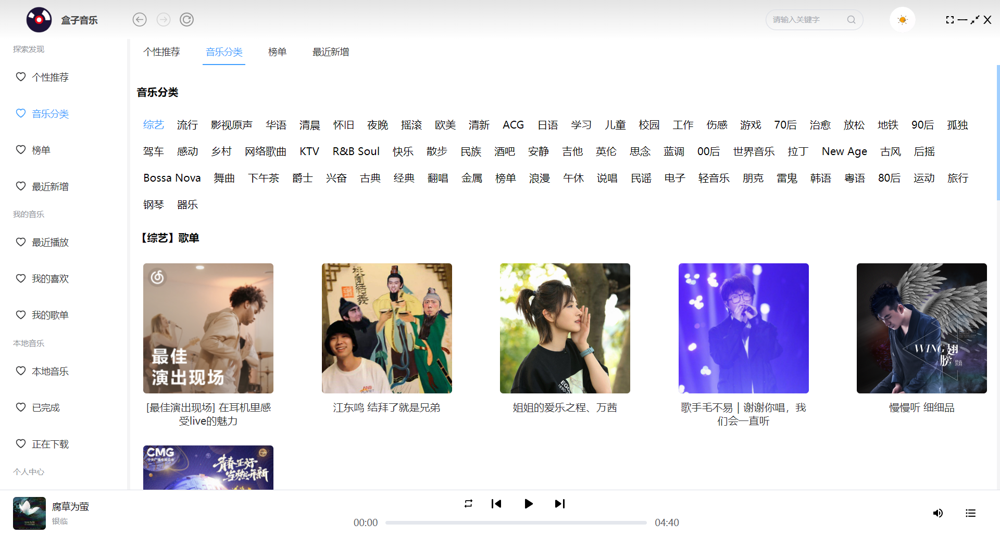 盒子音乐
请输入关键字
探索发现
个性推荐
音乐分类
榜单
最近新增
我的音乐
最近播放
我的喜欢
我的歌单
本地音乐
本地音乐
已完成
正在下载
个人中心
个性推荐 音乐分类 榜单 最近新增
音乐分类
综艺 流行 影视原声 华语 清晨 怀旧 夜晚 摇滚 欧美 清新 ACG 日语 学习 儿童 校园 工作 伤感 游戏 70后 治愈 放松 地铁 90后 孤独
驾车 感动 乡村 网络歌曲 KTV R&B Soul 快乐 散步 民族 酒吧 安静 吉他 英伦 思念 蓝调 00后 世界音乐 拉丁 New Age 古风 后摇
Bossa Nova 舞曲 下午茶 爵士 兴奋 古典 经典 翻唱 金属 榜单 浪漫 午休 说唱 民谣 电子 轻音乐 朋克 雷鬼 韩语 粤语 80后 运动 旅行
钢琴 器乐
【综艺】歌单
最佳
演出现场
[最佳演出现场] 在耳机里感
受live的魅力
桃園结義
江东鸣 结拜了就是兄弟
姐姐的爱乐之程、万茜
歌手毛不易 | 谢谢你唱，我
们会一直听
WING 翅
膀
慢慢听 细细品
CMG
中央广播电视总台
青春正好
当燃开新
腐草为萤
银临
00:00
04:40